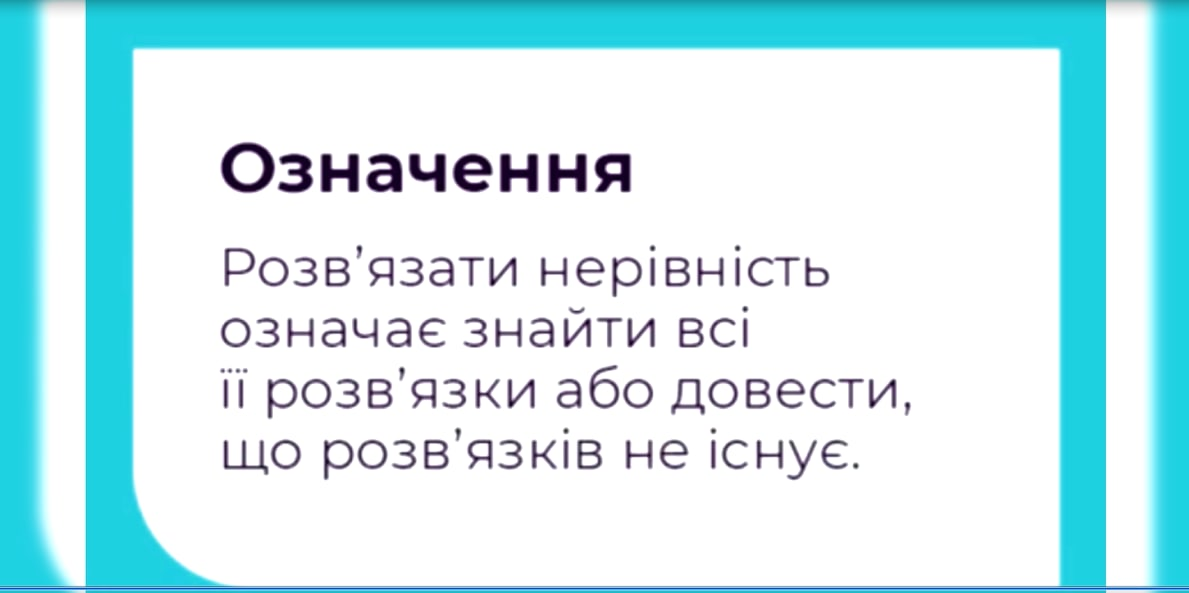 Означення
Розв’язати нерівність
означає знайти всі
її розв’язки або довести,
що розв’язків не існує.